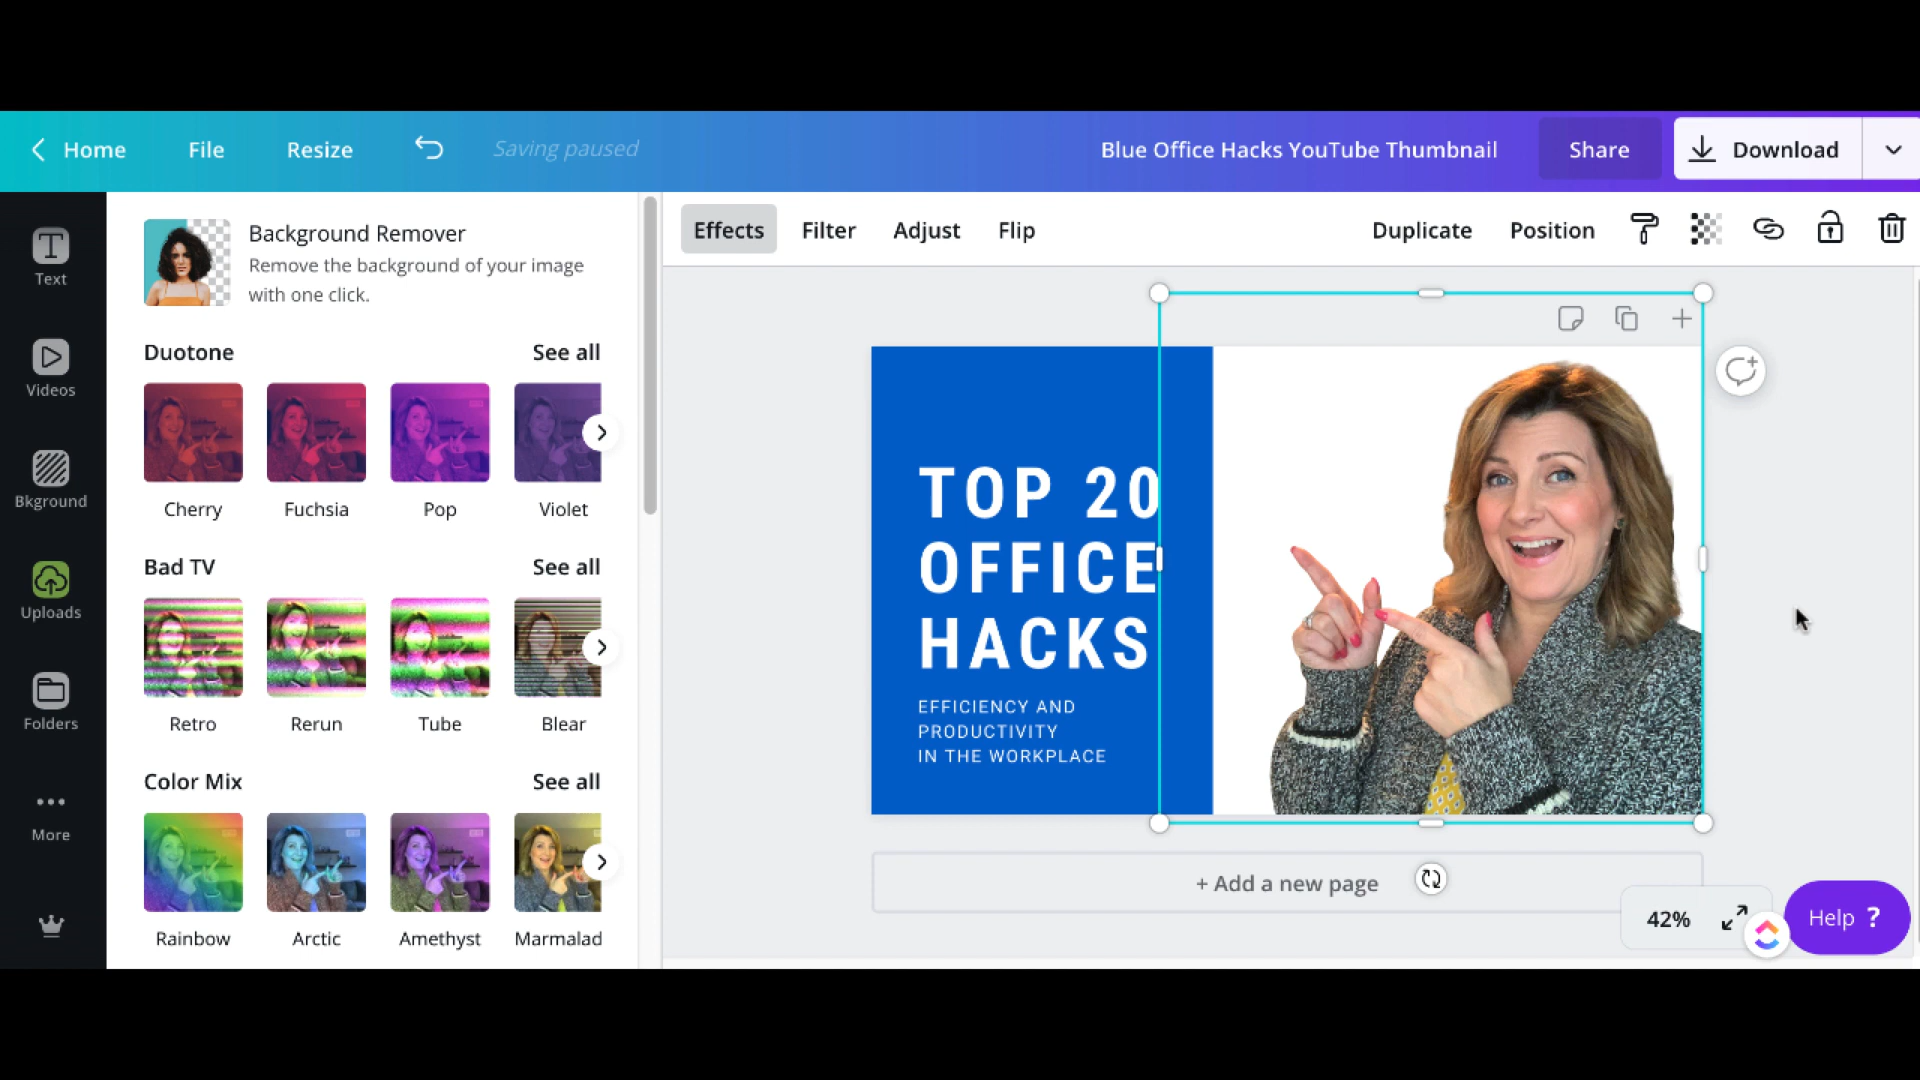 Home File Resize Saving paused Blue Office Hacks YouTube Thumbnail Share Download
Effects Filter Adjust Flip Duplicate Position
Text
Videos
Bkground
Uploads
Folders
More
Background Remover
Remove the background of your image
with one click.
Duotone See all
Cherry Fuchsia Pop Violet
Bad TV See all
Retro Rerun Tube Blear
Color Mix See all
Rainbow Arctic Amethyst Marmalad
TOP 20
OFFICE
HACKS
EFFICIENCY AND
PRODUCTIVITY
IN THE WORKPLACE
+ Add a new page
42%
Help ?